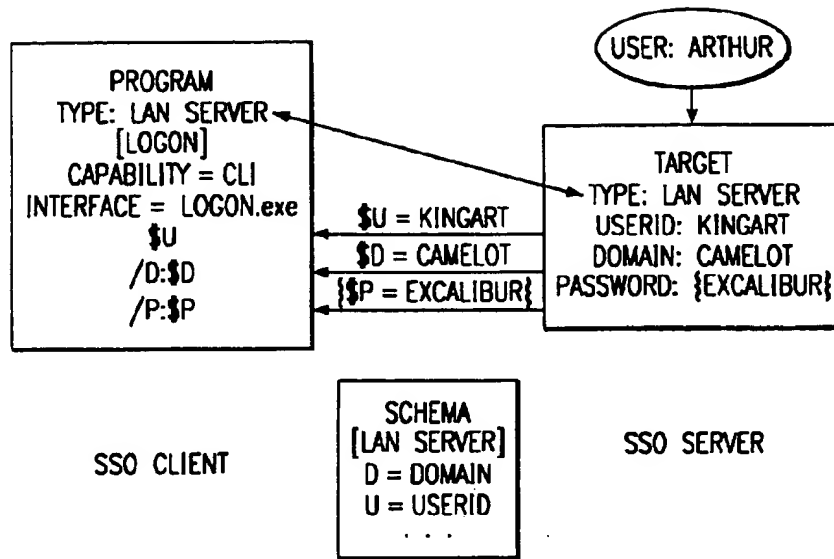 USER: ARTHUR
PROGRAM
TYPE: LAN SERVER
[LOGON]
CAPABILITY = CLI
INTERFACE = LOGON.exe
$U
/D:$D
/P:$P
$U = KINGART
$D = CAMELOT
{$P = EXCALIBUR}
TARGET
TYPE: LAN SERVER
USERID: KINGART
DOMAIN: CAMELOT
PASSWORD: {EXCALIBUR}
SSO CLIENT
SCHEMA
[LAN SERVER]
D = DOMAIN
U = USERID
. . .
SSO SERVER